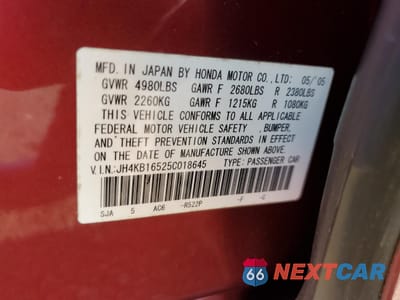 MFD. IN JAPAN BY HONDA MOTOR CO., LTD: 05/'05
GVWR 4980LBS GAWR F 2680LBS R 2380LBS
GVWR 2260KG GAWR F 1215KG R 1080KG
THIS VEHICLE CONFORMS TO ALL APPLICABLE
FEDERAL MOTOR VEHICLE SAFETY , BUMPER,
AND THEFT PREVENTION STANDARDS IN EFFECT
ON THE DATE OF MANUFACTURE SHOWN ABOVE.
V.I.N:JH4KB16525C018645 TYPE: PASSENGER CAR
SJA 5 AC6 -R522P -F -C
66 NEXTCAR